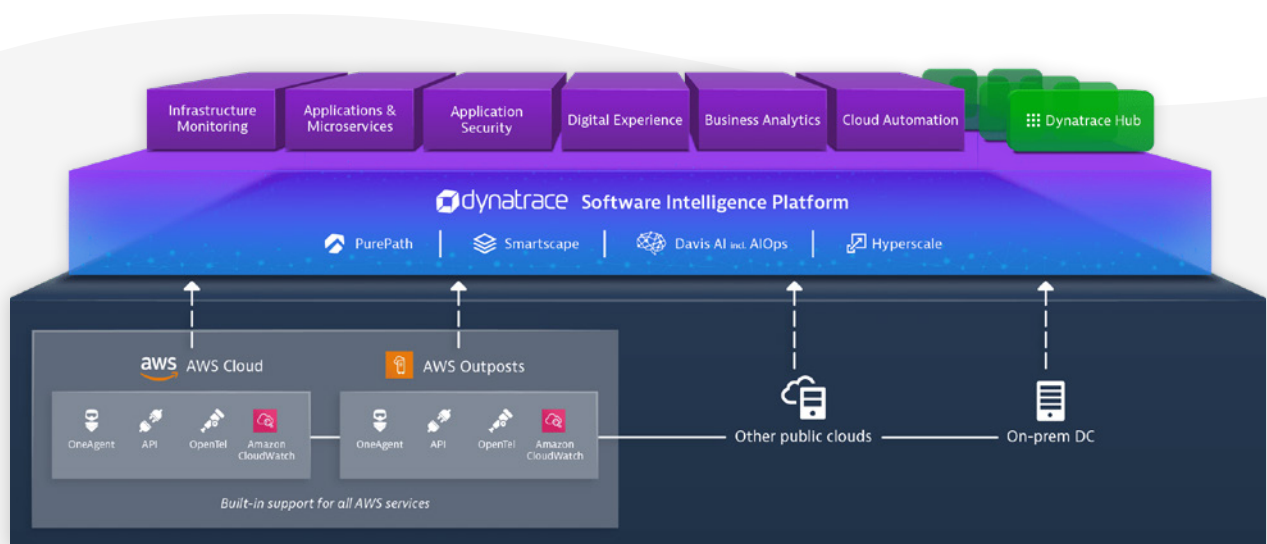 Infrastructure
Monitoring
Applications &
Microservices
Application
Security
Digital Experience
Business Analytics
Cloud Automation
Dynatrace Hub
dynatrace Software Intelligence Platform
PurePath
Smartscape
Davis AI incl. AIOps
Hyperscale
aws AWS Cloud
AWS Outposts
OneAgent
API
OpenTel
Amazon
CloudWatch
OneAgent
API
OpenTel
Amazon
CloudWatch
Other public clouds
On-prem DC
Built-in support for all AWS services